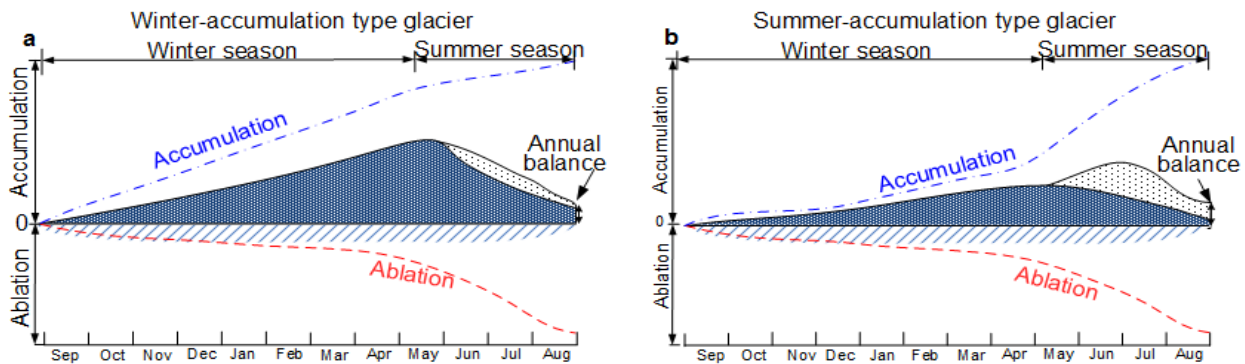 Winter-accumulation type glacier
a
Winter season
Summer season
Accumulation
Accumulation
Annual
balance
0
Ablation
Ablation
Sep Oct Nov Dec Jan Feb Mar Apr May Jun Jul Aug
Summer-accumulation type glacier
b
Winter season
Summer season
Accumulation
Accumulation
Annual
balance
0
Ablation
Ablation
Sep Oct Nov Dec Jan Feb Mar Apr May Jun Jul Aug